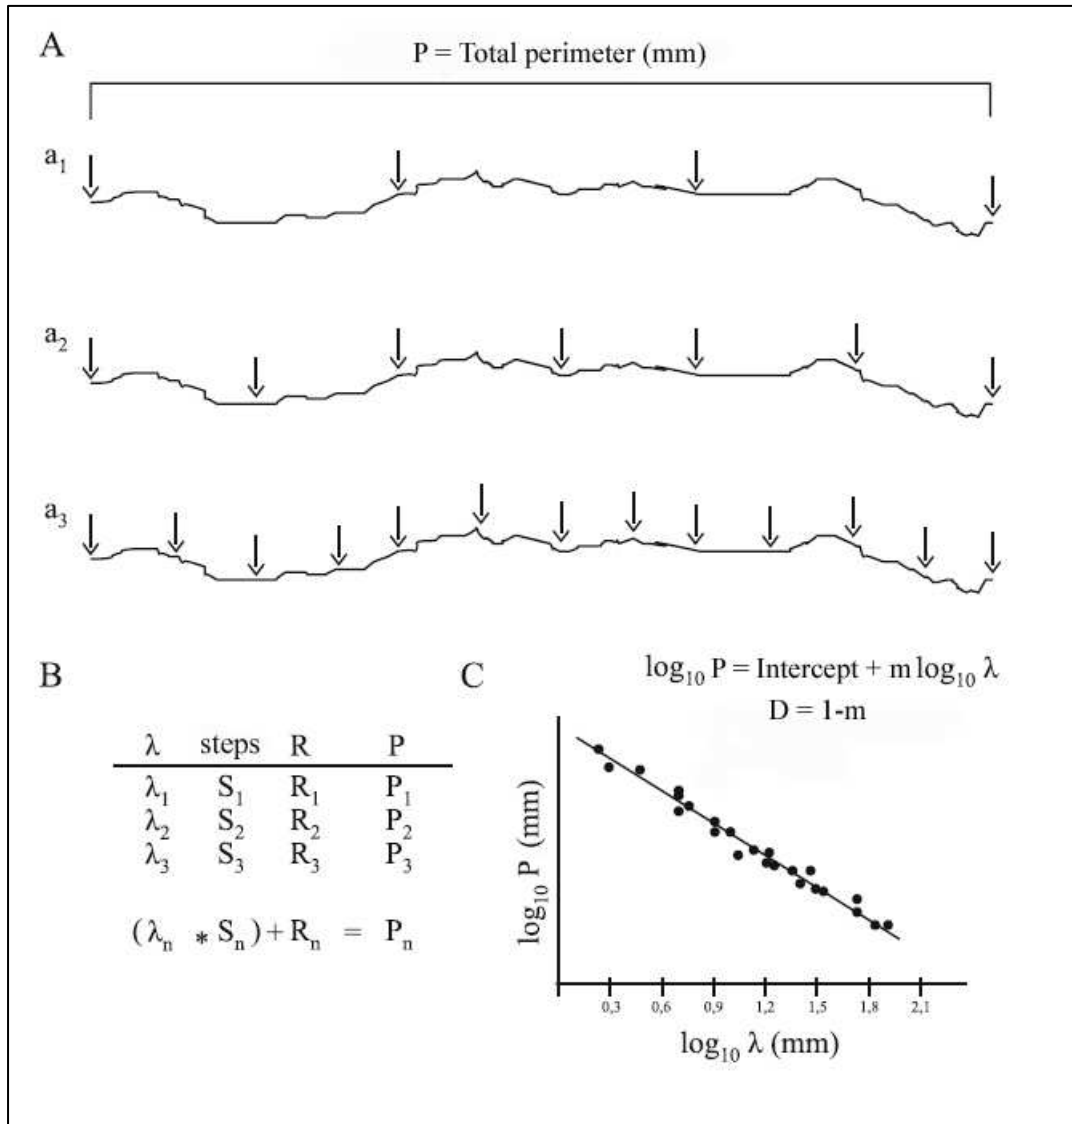 A
P = Total perimeter (mm)
a1
a2
a3
B
λ steps R P
λ1 S1 R1 P1
λ2 S2 R2 P2
λ3 S3 R3 P3
(λn * Sn) + Rn = Pn
C
log10 P = Intercept + m log10 λ
D = 1-m
log10 P (mm)
0,3 0,6 0,9 1,2 1,5 1,8 2,1
log10 λ (mm)